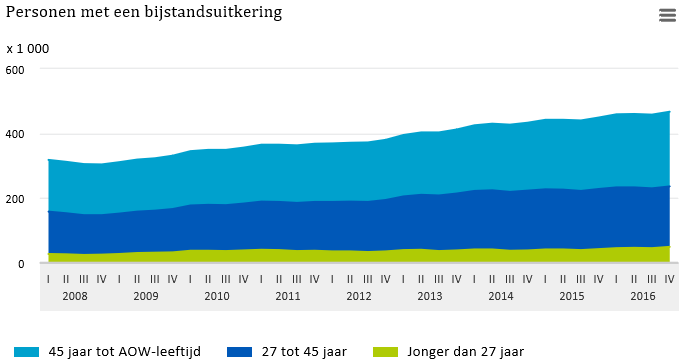 Personen met een bijstandsuitkering
x 1 000
600
400
200
0
I II III IV I II III IV I II III IV I II III IV I II III IV I II III IV I II III IV I II III IV I II III IV
2008 2009 2010 2011 2012 2013 2014 2015 2016
45 jaar tot AOW-leeftijd 27 tot 45 jaar Jonger dan 27 jaar